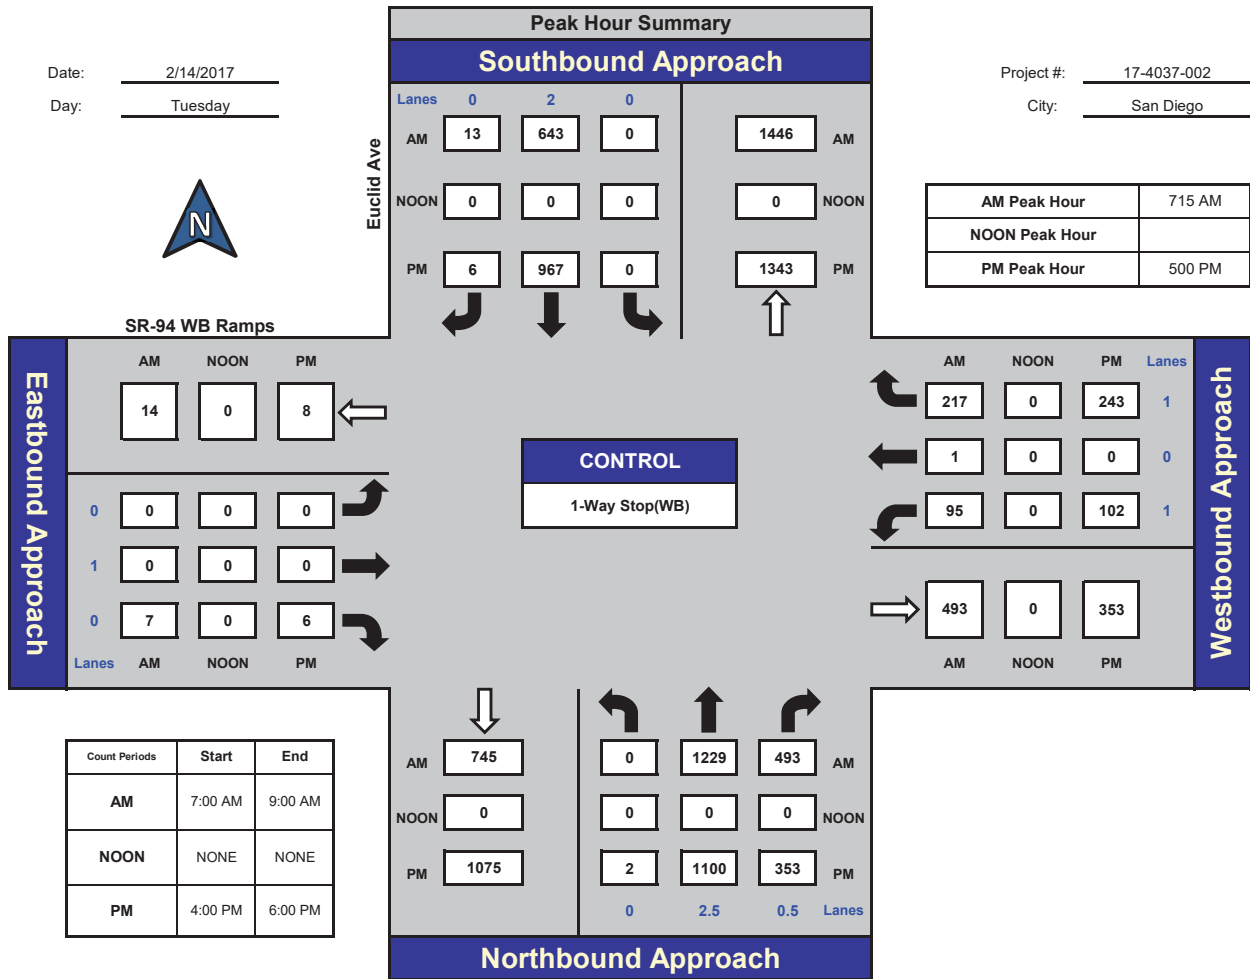 Peak Hour Summary
Southbound Approach
Date: 2/14/2017
Day: Tuesday
Project #: 17-4037-002
City: San Diego
N
Euclid Ave
Lanes 0 2 0
AM 13 643 0 1446 AM
NOON 0 0 0 0 NOON
PM 6 967 0 1343 PM
AM Peak Hour 715 AM
NOON Peak Hour
PM Peak Hour 500 PM
SR-94 WB Ramps
Eastbound Approach
AM NOON PM
14 0 8
0 0 0 0
1 0 0 0
0 7 0 6
Lanes AM NOON PM
CONTROL
1-Way Stop(WB)
AM NOON PM Lanes
217 0 243 1
1 0 0 0
95 0 102 1
493 0 353
AM NOON PM
Westbound Approach
Count Periods Start End
AM 7:00 AM 9:00 AM
NOON NONE NONE
PM 4:00 PM 6:00 PM
AM 745 0 1229 493 AM
NOON 0 0 0 0 NOON
PM 1075 2 1100 353 PM
0 2.5 0.5 Lanes
Northbound Approach